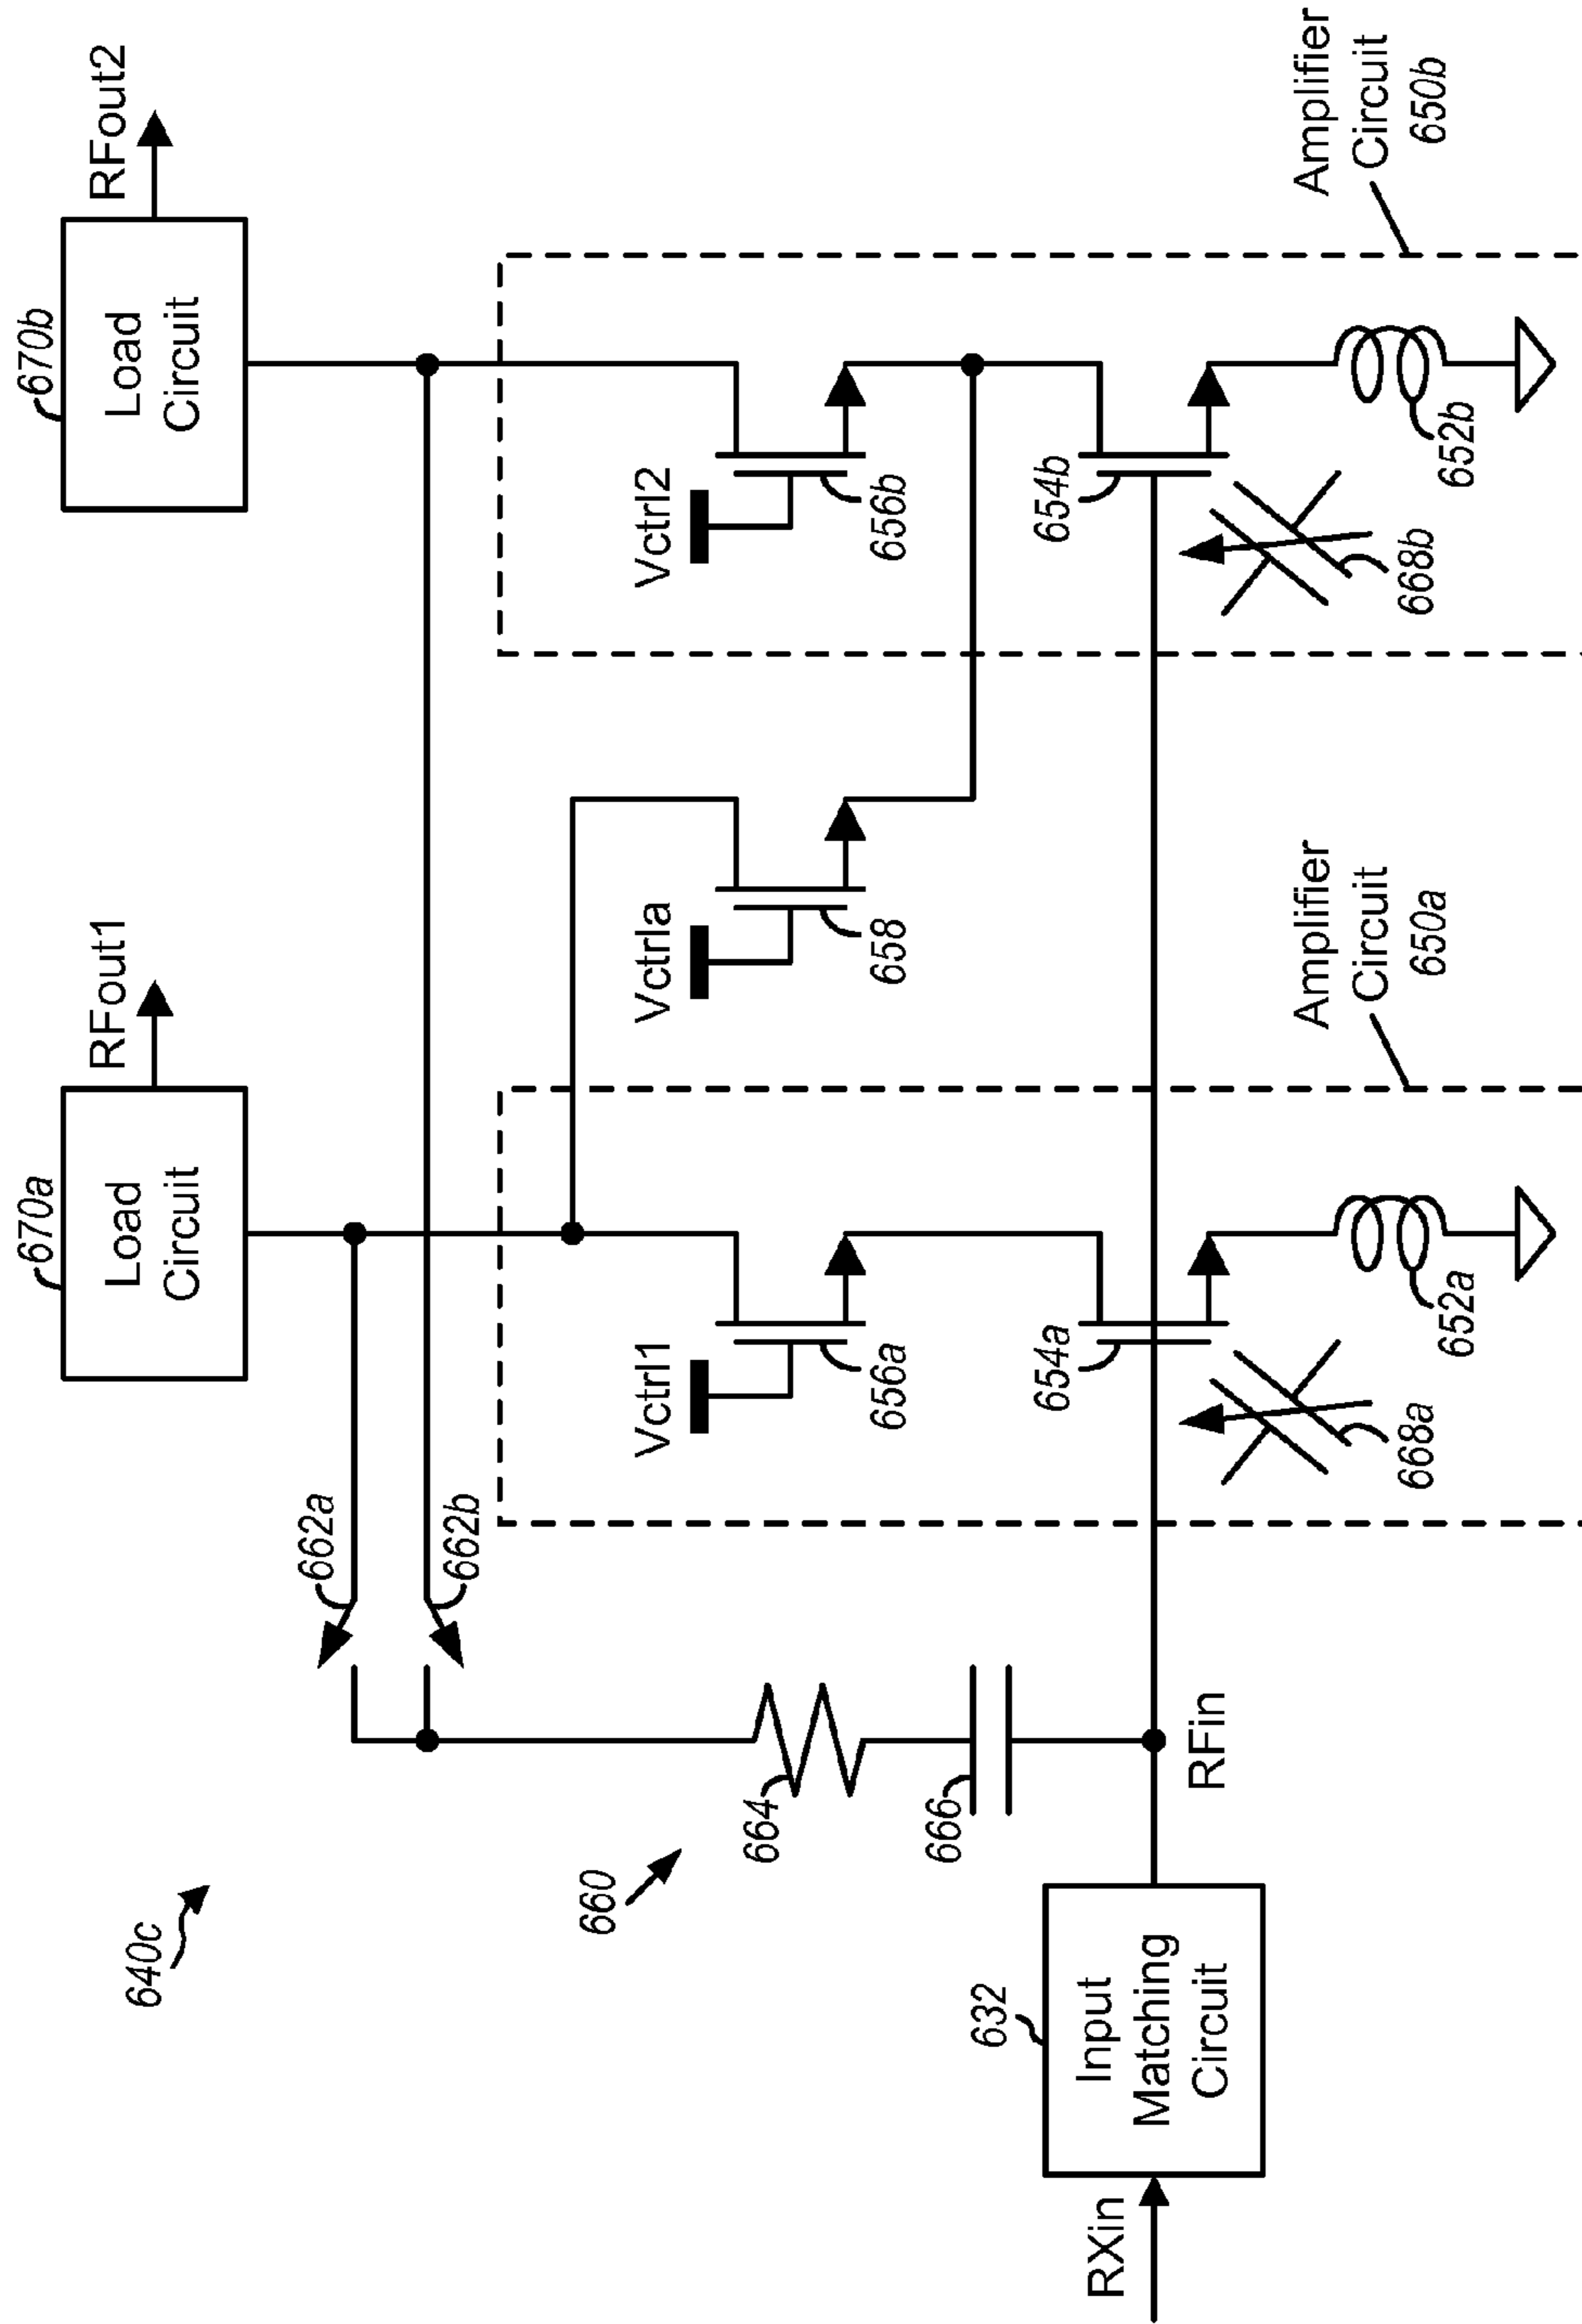 640c
670a
Load
Circuit
RFout1
670b
Load
Circuit
RFout2
662a
662b
Vctrl1
Vctrla
Vctrl2
660
664
656a
658
656b
666
632
Input
Matching
Circuit
RXin
RFin
654a
654b
668a
652a
668b
652b
Amplifier
Circuit
650a
Amplifier
Circuit
650b